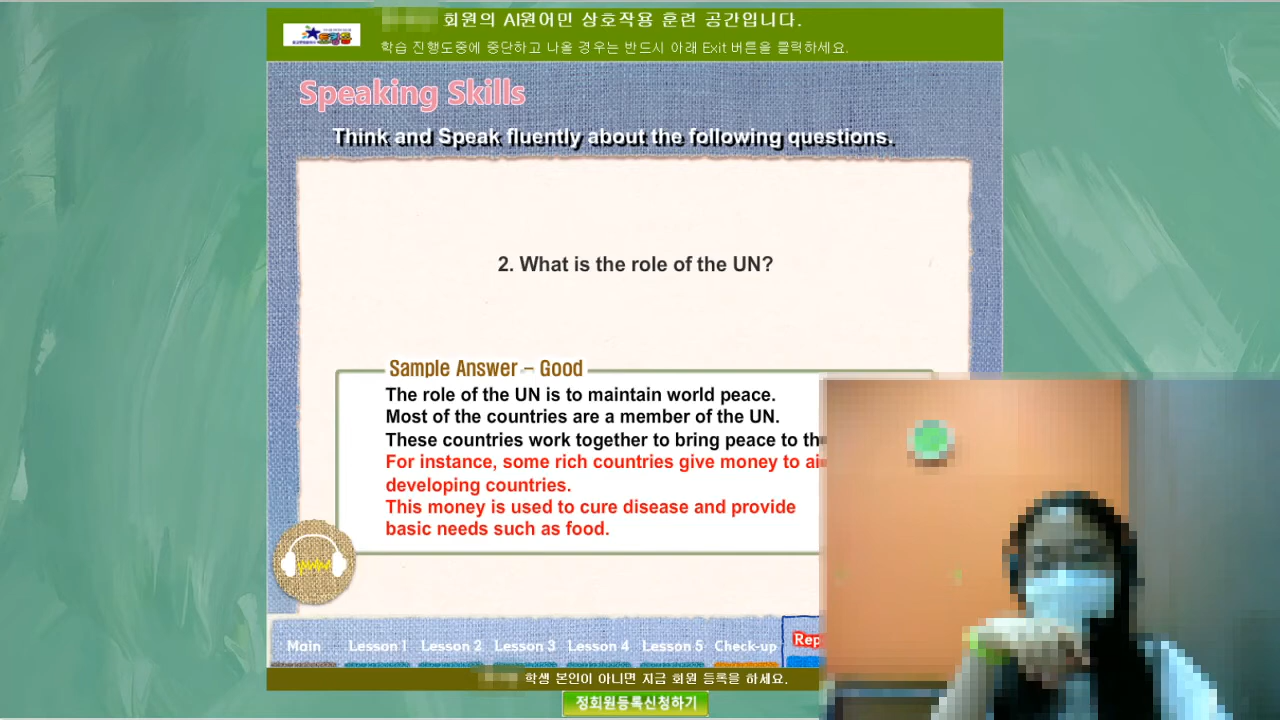 회원의 AI원어민 상호작용 훈련 공간입니다.
학습 진행도중에 중단하고 나올 경우는 반드시 아래 Exit 버튼을 클릭하세요.
Speaking Skills
Think and Speak fluently about the following questions.
2. What is the role of the UN?
Sample Answer – Good
The role of the UN is to maintain world peace.
Most of the countries are a member of the UN.
These countries work together to bring peace to th
For instance, some rich countries give money to ai
developing countries.
This money is used to cure disease and provide
basic needs such as food.
Main Lesson 1 Lesson 2 Lesson 3 Lesson 4 Lesson 5 Check-up Rep
학생 본인이 아니면 지금 회원 등록을 하세요.
정회원등록신청하기